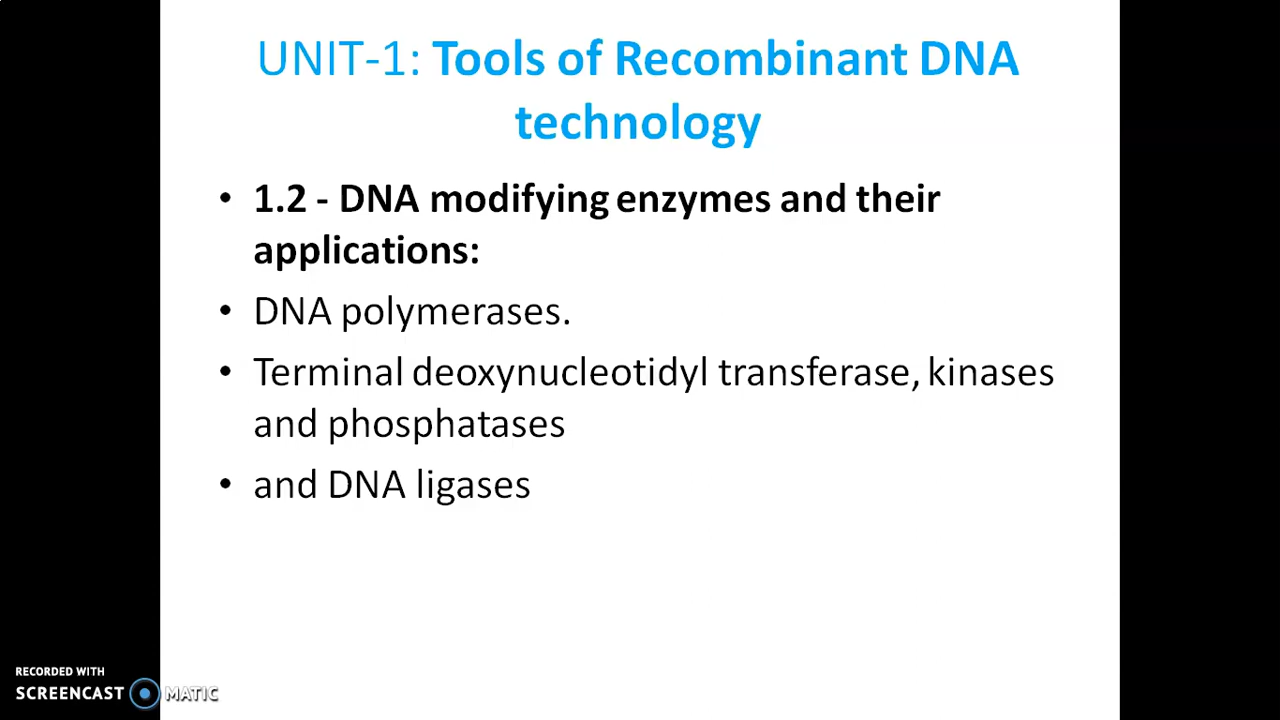 UNIT-1: Tools of Recombinant DNA
technology
• 1.2 - DNA modifying enzymes and their
applications:
• DNA polymerases.
• Terminal deoxynucleotidyl transferase, kinases
and phosphatases
• and DNA ligases
RECORDED WITH
SCREENCAST MATIC